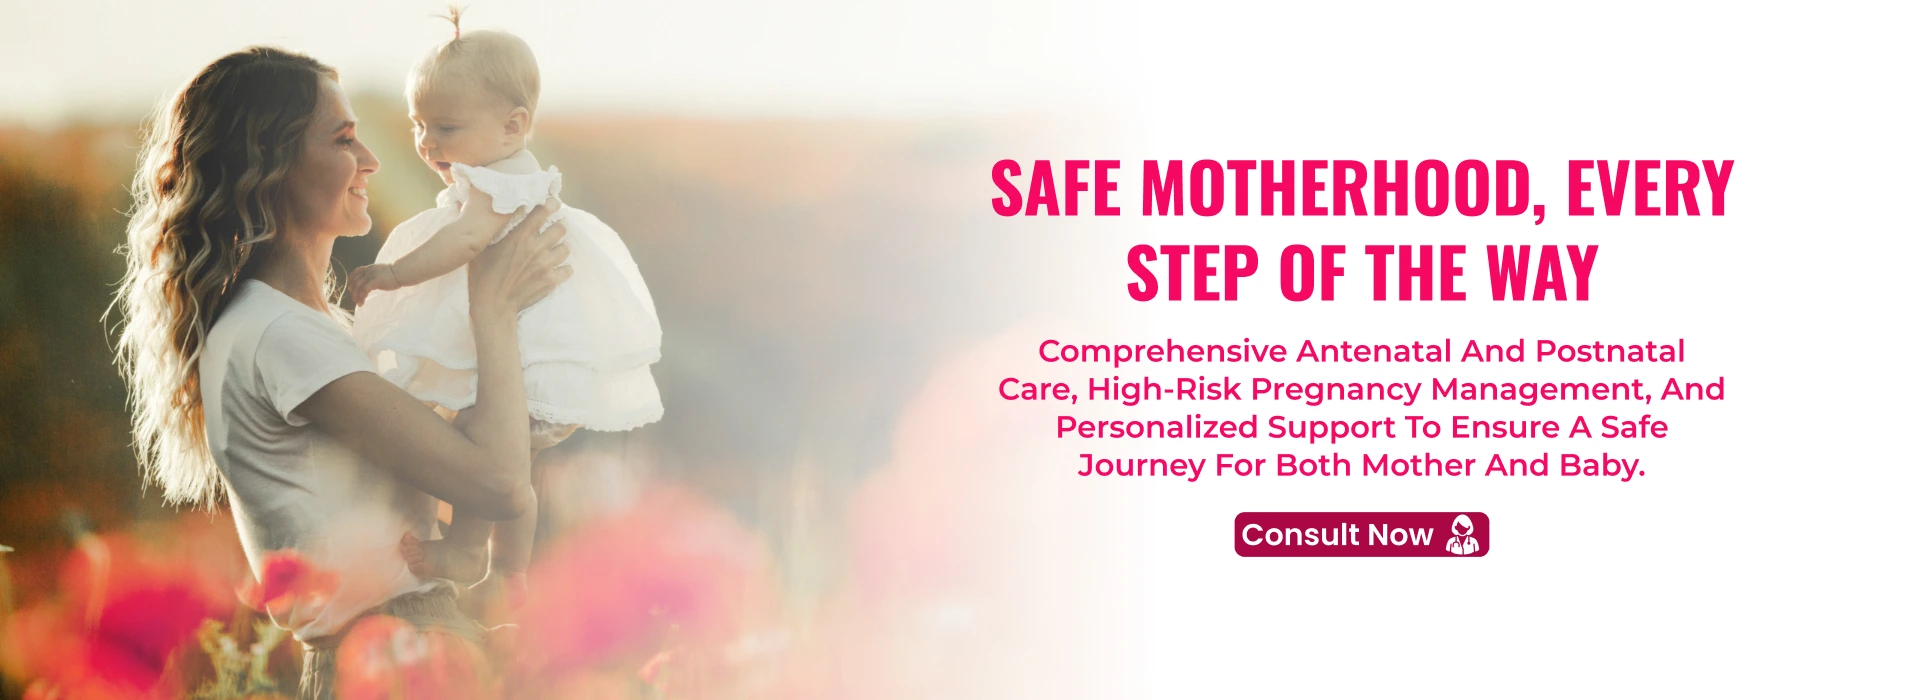 SAFE MOTHERHOOD, EVERY
STEP OF THE WAY
Comprehensive Antenatal And Postnatal
Care, High-Risk Pregnancy Management, And
Personalized Support To Ensure A Safe
Journey For Both Mother And Baby.
Consult Now